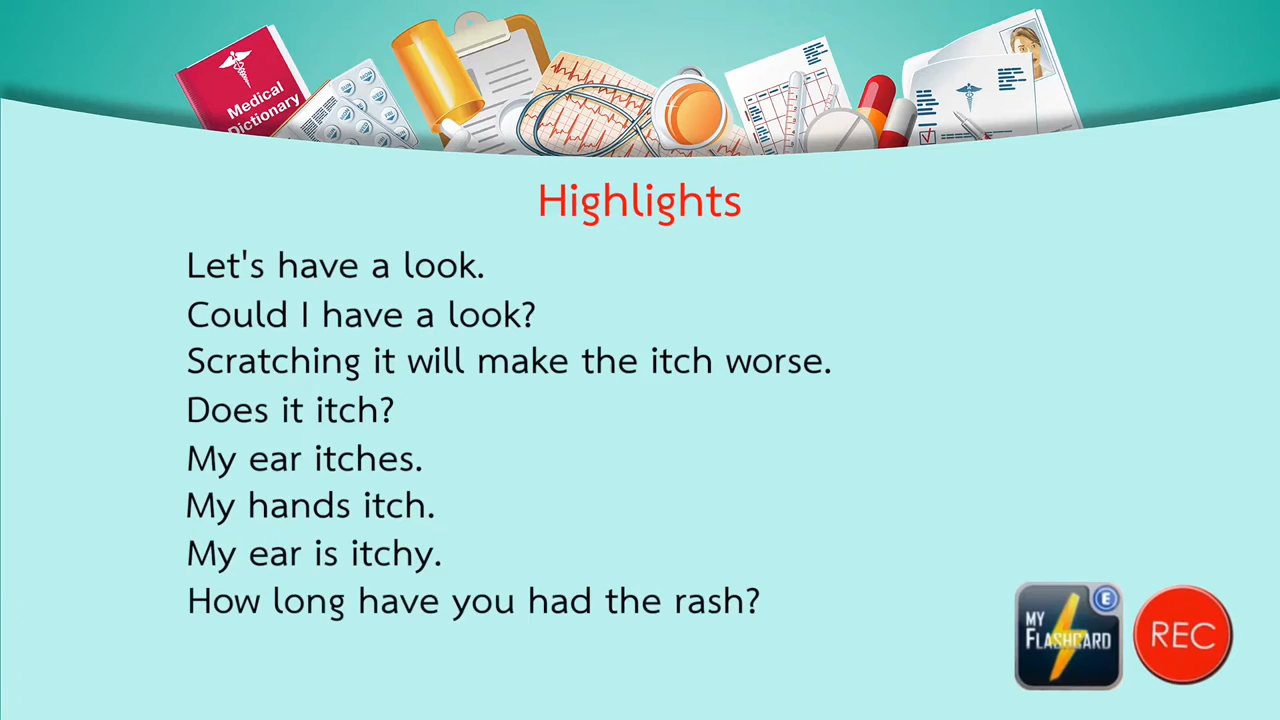 Medical
Dictionary
Highlights
Let's have a look.
Could I have a look?
Scratching it will make the itch worse.
Does it itch?
My ear itches.
My hands itch.
My ear is itchy.
How long have you had the rash?
E
MY
FLASHCARD
REC